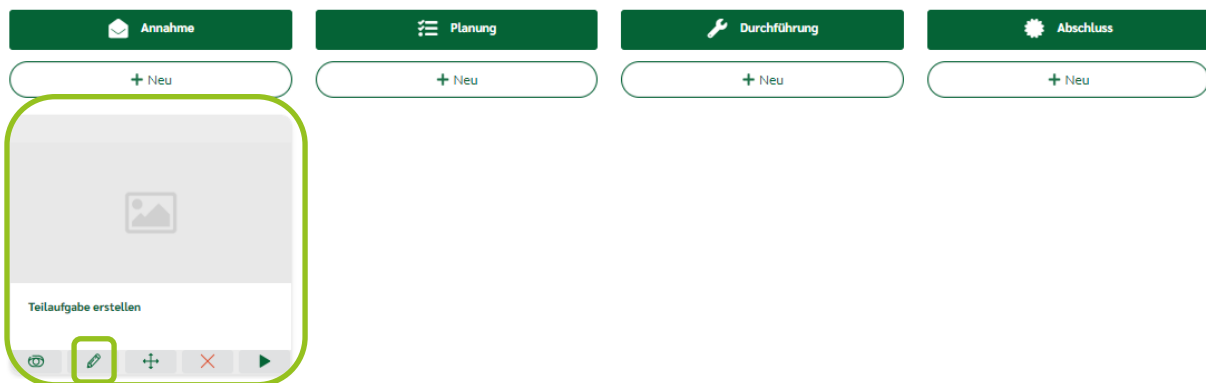 Annahme
Planung
Durchführung
Abschluss
+ Neu
+ Neu
+ Neu
+ Neu
Teilaufgabe erstellen